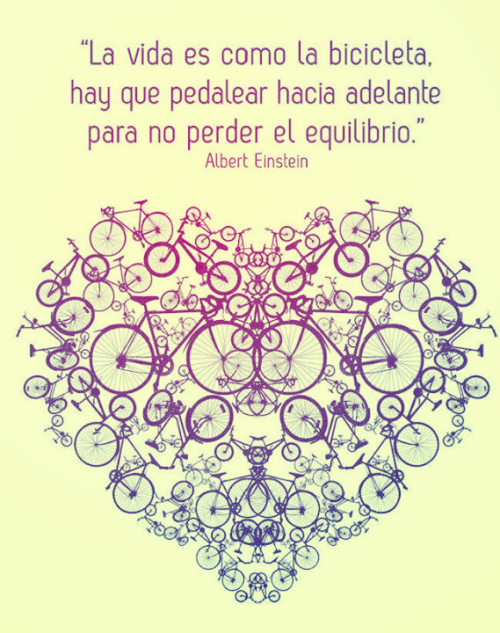 “La vida es como la bicicleta,
hay que pedalear hacia adelante
para no perder el equilibrio.”
Albert Einstein